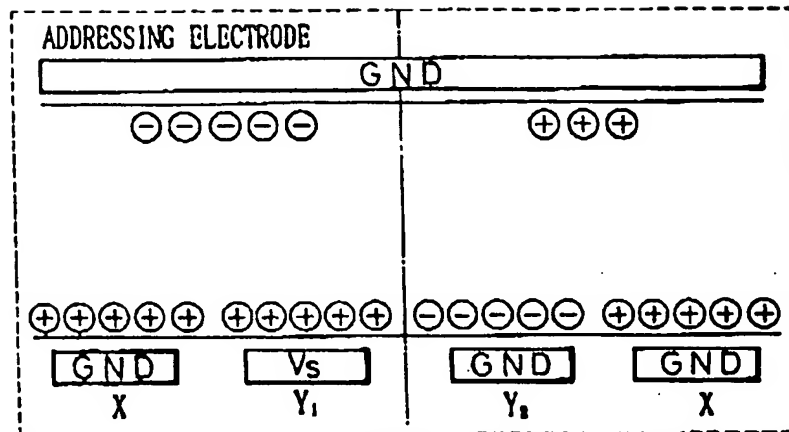 ADDRESSING ELECTRODE
GND
GND Vs GND GND
X Y₁ Y₂ X